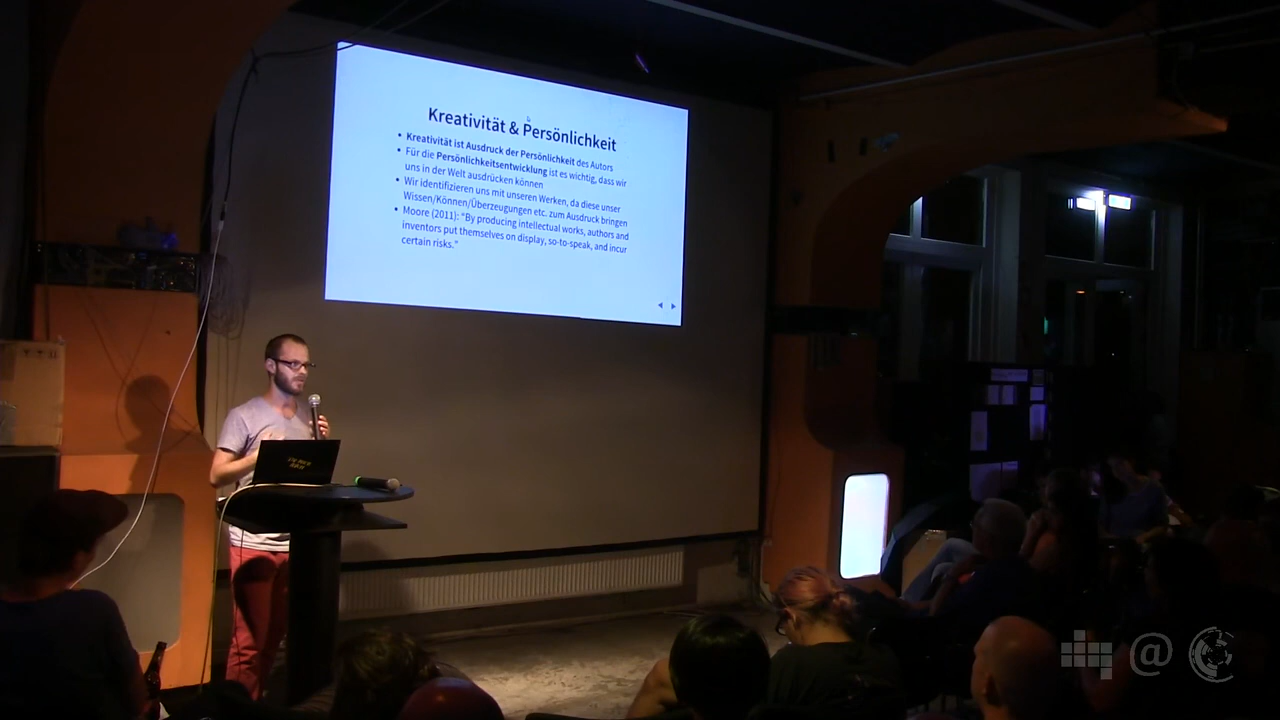 Kreativität & Persönlichkeit
• Kreativität ist Ausdruck der Persönlichkeit des Autors
• Für die Persönlichkeitsentwicklung ist es wichtig, dass wir
uns in der Welt ausdrücken können
• Wir identifizieren uns mit unseren Werken, da diese unser
Wissen/Können/Überzeugungen etc. zum Ausdruck bringen
• Moore (2011): "By producing intellectual works, authors and
inventors put themselves on display, so-to-speak, and incur
certain risks."